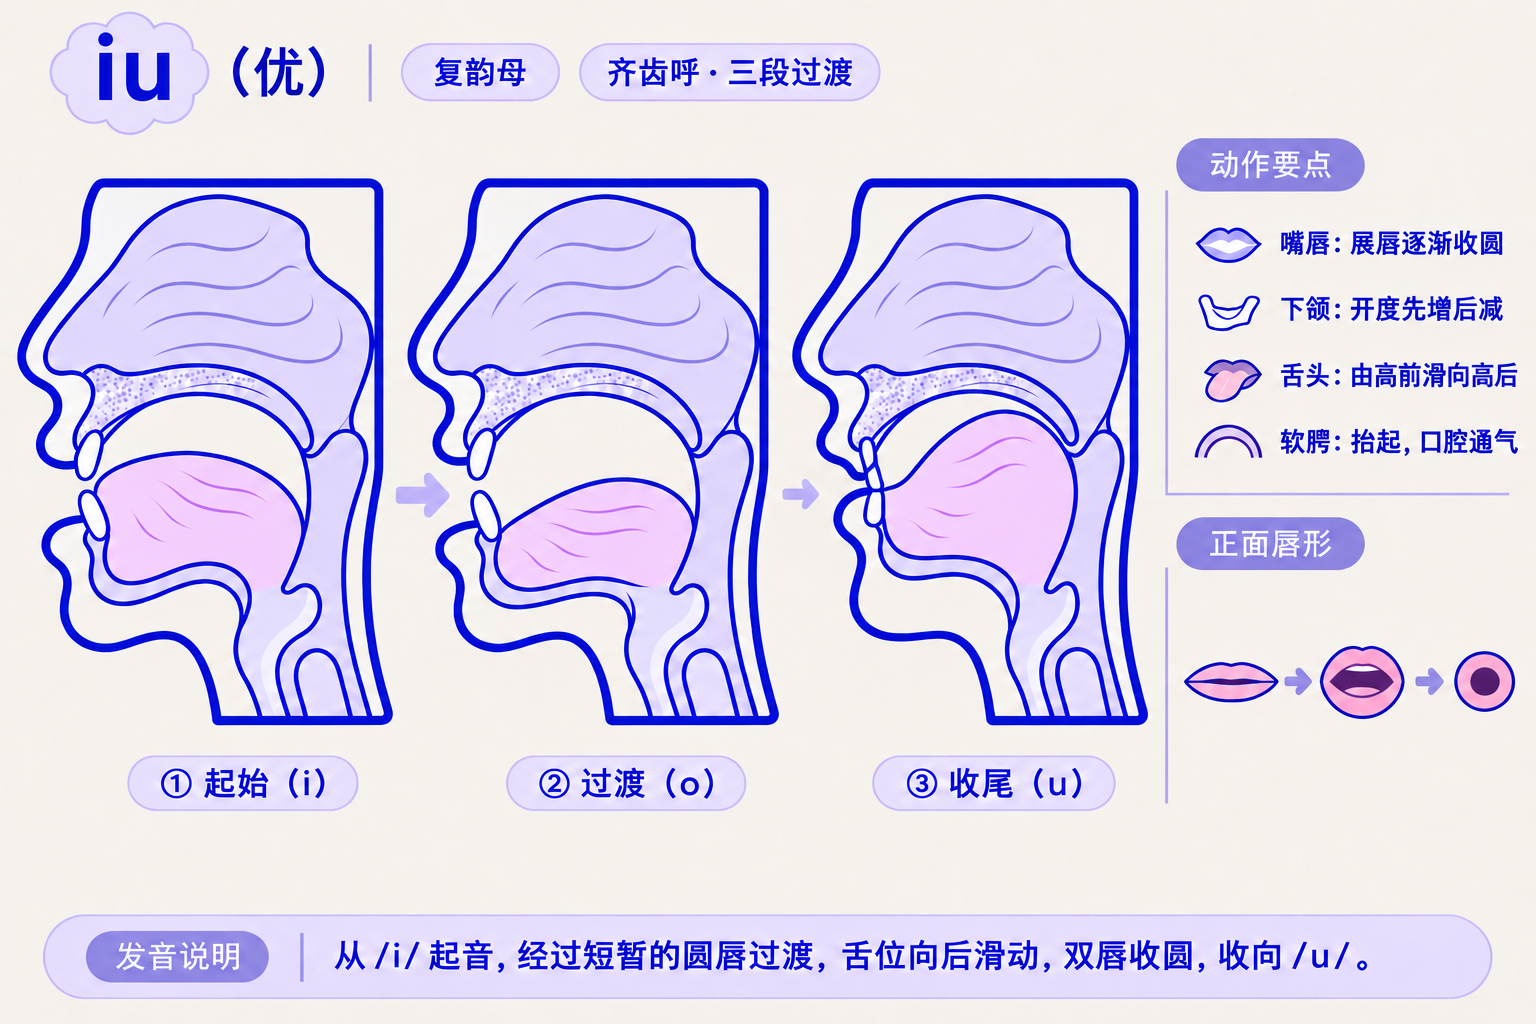 iu（优）
复韵母
齐齿呼·三段过渡
动作要点
嘴唇：展唇逐渐收圆
下颌：开度先增后减
舌头：由高前滑向高后
软腭：抬起，口腔通气
正面唇形
① 起始（i）
② 过渡（o）
③ 收尾（u）
发音说明
从 /i/ 起音，经过短暂的圆唇过渡，舌位向后滑动，双唇收圆，收向 /u/。